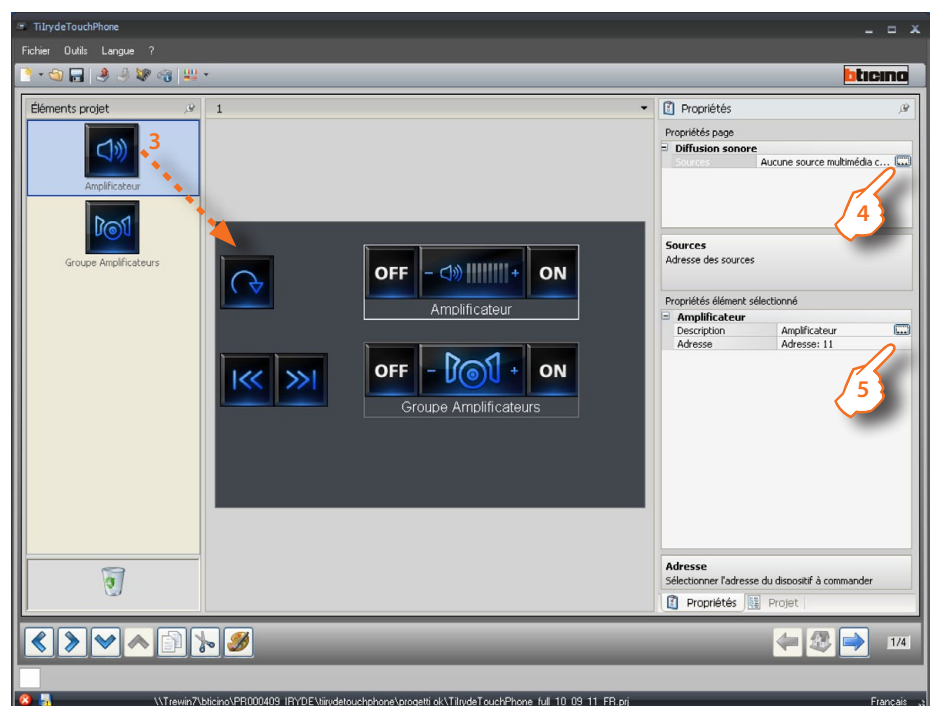 TiIrydeTouchPhone
Fichier Outils Langue ?
bticino
Éléments projet
1
Propriétés
3
Amplificateur
Groupe Amplificateurs
OFF - + ON
Amplificateur
OFF - + ON
Groupe Amplificateurs
Propriétés page
Diffusion sonore
Sources Aucune source multimédia c...
4
Sources
Adresse des sources
Propriétés élément sélectionné
Amplificateur
Description Amplificateur
Adresse Adresse: 11
5
Adresse
Sélectionner l'adresse du dispositif à commander
Propriétés Projet
1/4
\\Trewin7\bticino\PR000409_IRYDE\tiirydetouchphone\progetti ok\TiIrydeTouchPhone_full_10_09_11_FR.prj
Français